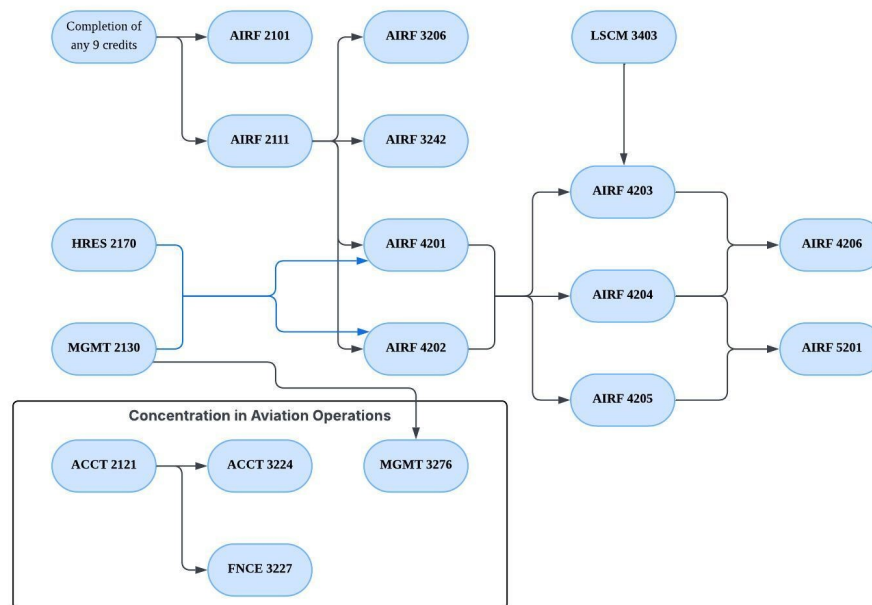 Completion of
any 9 credits
AIRF 2101
AIRF 3206
LSCM 3403
AIRF 2111
AIRF 3242
AIRF 4203
HRES 2170
AIRF 4201
AIRF 4206
AIRF 4204
MGMT 2130
AIRF 4202
AIRF 5201
AIRF 4205
Concentration in Aviation Operations
ACCT 2121
ACCT 3224
MGMT 3276
FNCE 3227